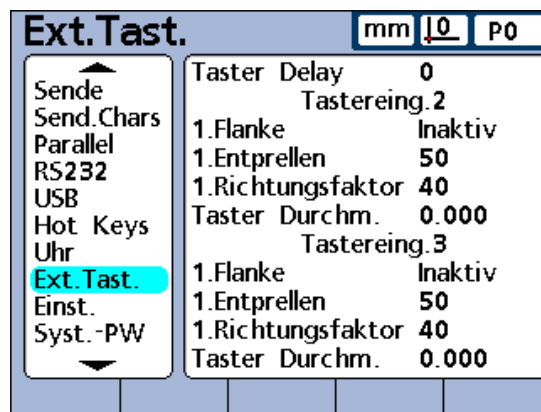 Ext.Tast.
mm 0 P0
Sende
Send.Chars
Parallel
RS232
USB
Hot Keys
Uhr
Ext.Tast.
Einst.
Syst.-PW
Taster Delay 0
Tastereing.2
1.Flanke Inaktiv
1.Entprellen 50
1.Richtungsfaktor 40
Taster Durchm. 0.000
Tastereing.3
1.Flanke Inaktiv
1.Entprellen 50
1.Richtungsfaktor 40
Taster Durchm. 0.000